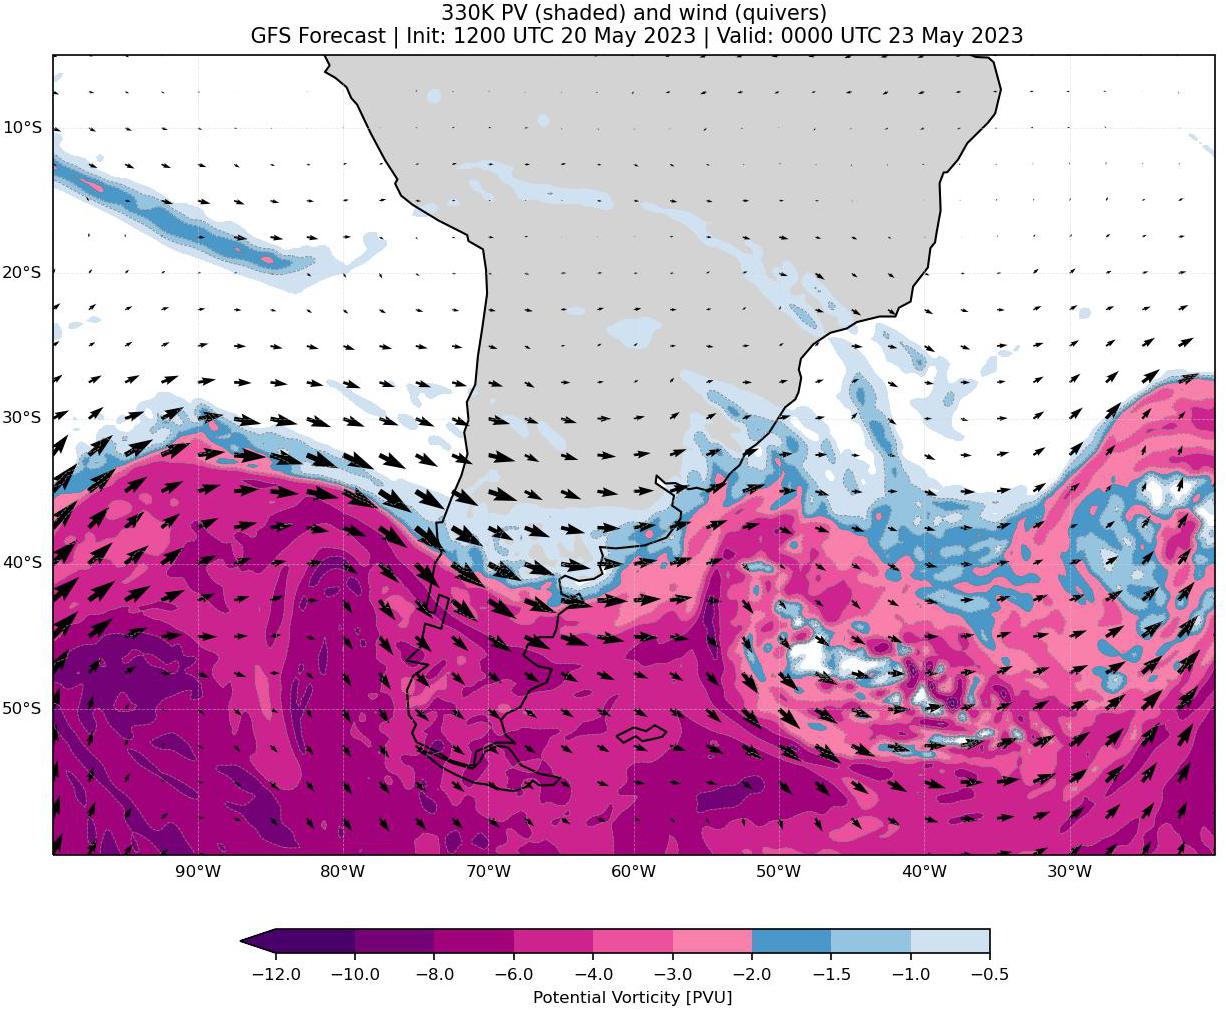 330K PV (shaded) and wind (quivers)
GFS Forecast | Init: 1200 UTC 20 May 2023 | Valid: 0000 UTC 23 May 2023
10°S
20°S
30°S
40°S
50°S
90°W 80°W 70°W 60°W 50°W 40°W 30°W
−12.0 −10.0 −8.0 −6.0 −4.0 −3.0 −2.0 −1.5 −1.0 −0.5
Potential Vorticity [PVU]